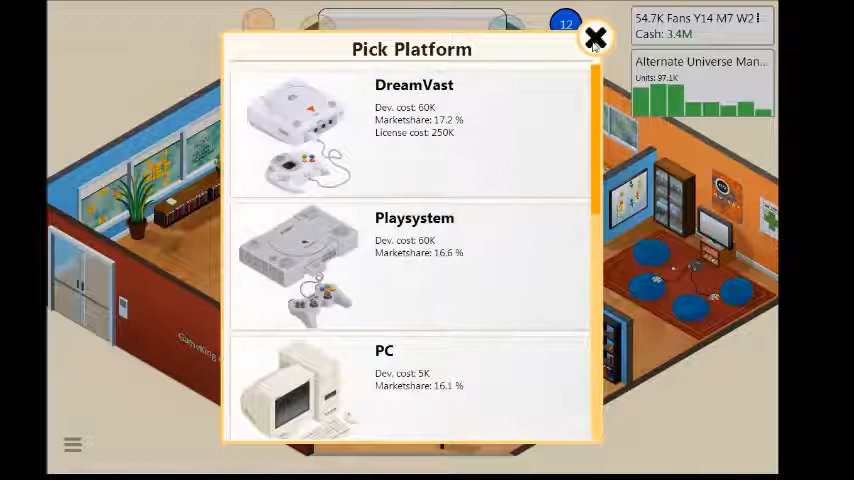 54.7K Fans Y14 M7 W2
Cash: 3.4M
12
Pick Platform
Alternate Universe Man...
Units: 97.1K
DreamVast
Dev. cost: 60K
Marketshare: 17.2 %
License cost: 250K
Playsystem
Dev. cost: 60K
Marketshare: 16.6 %
PC
Dev. cost: 5K
Marketshare: 16.1 %